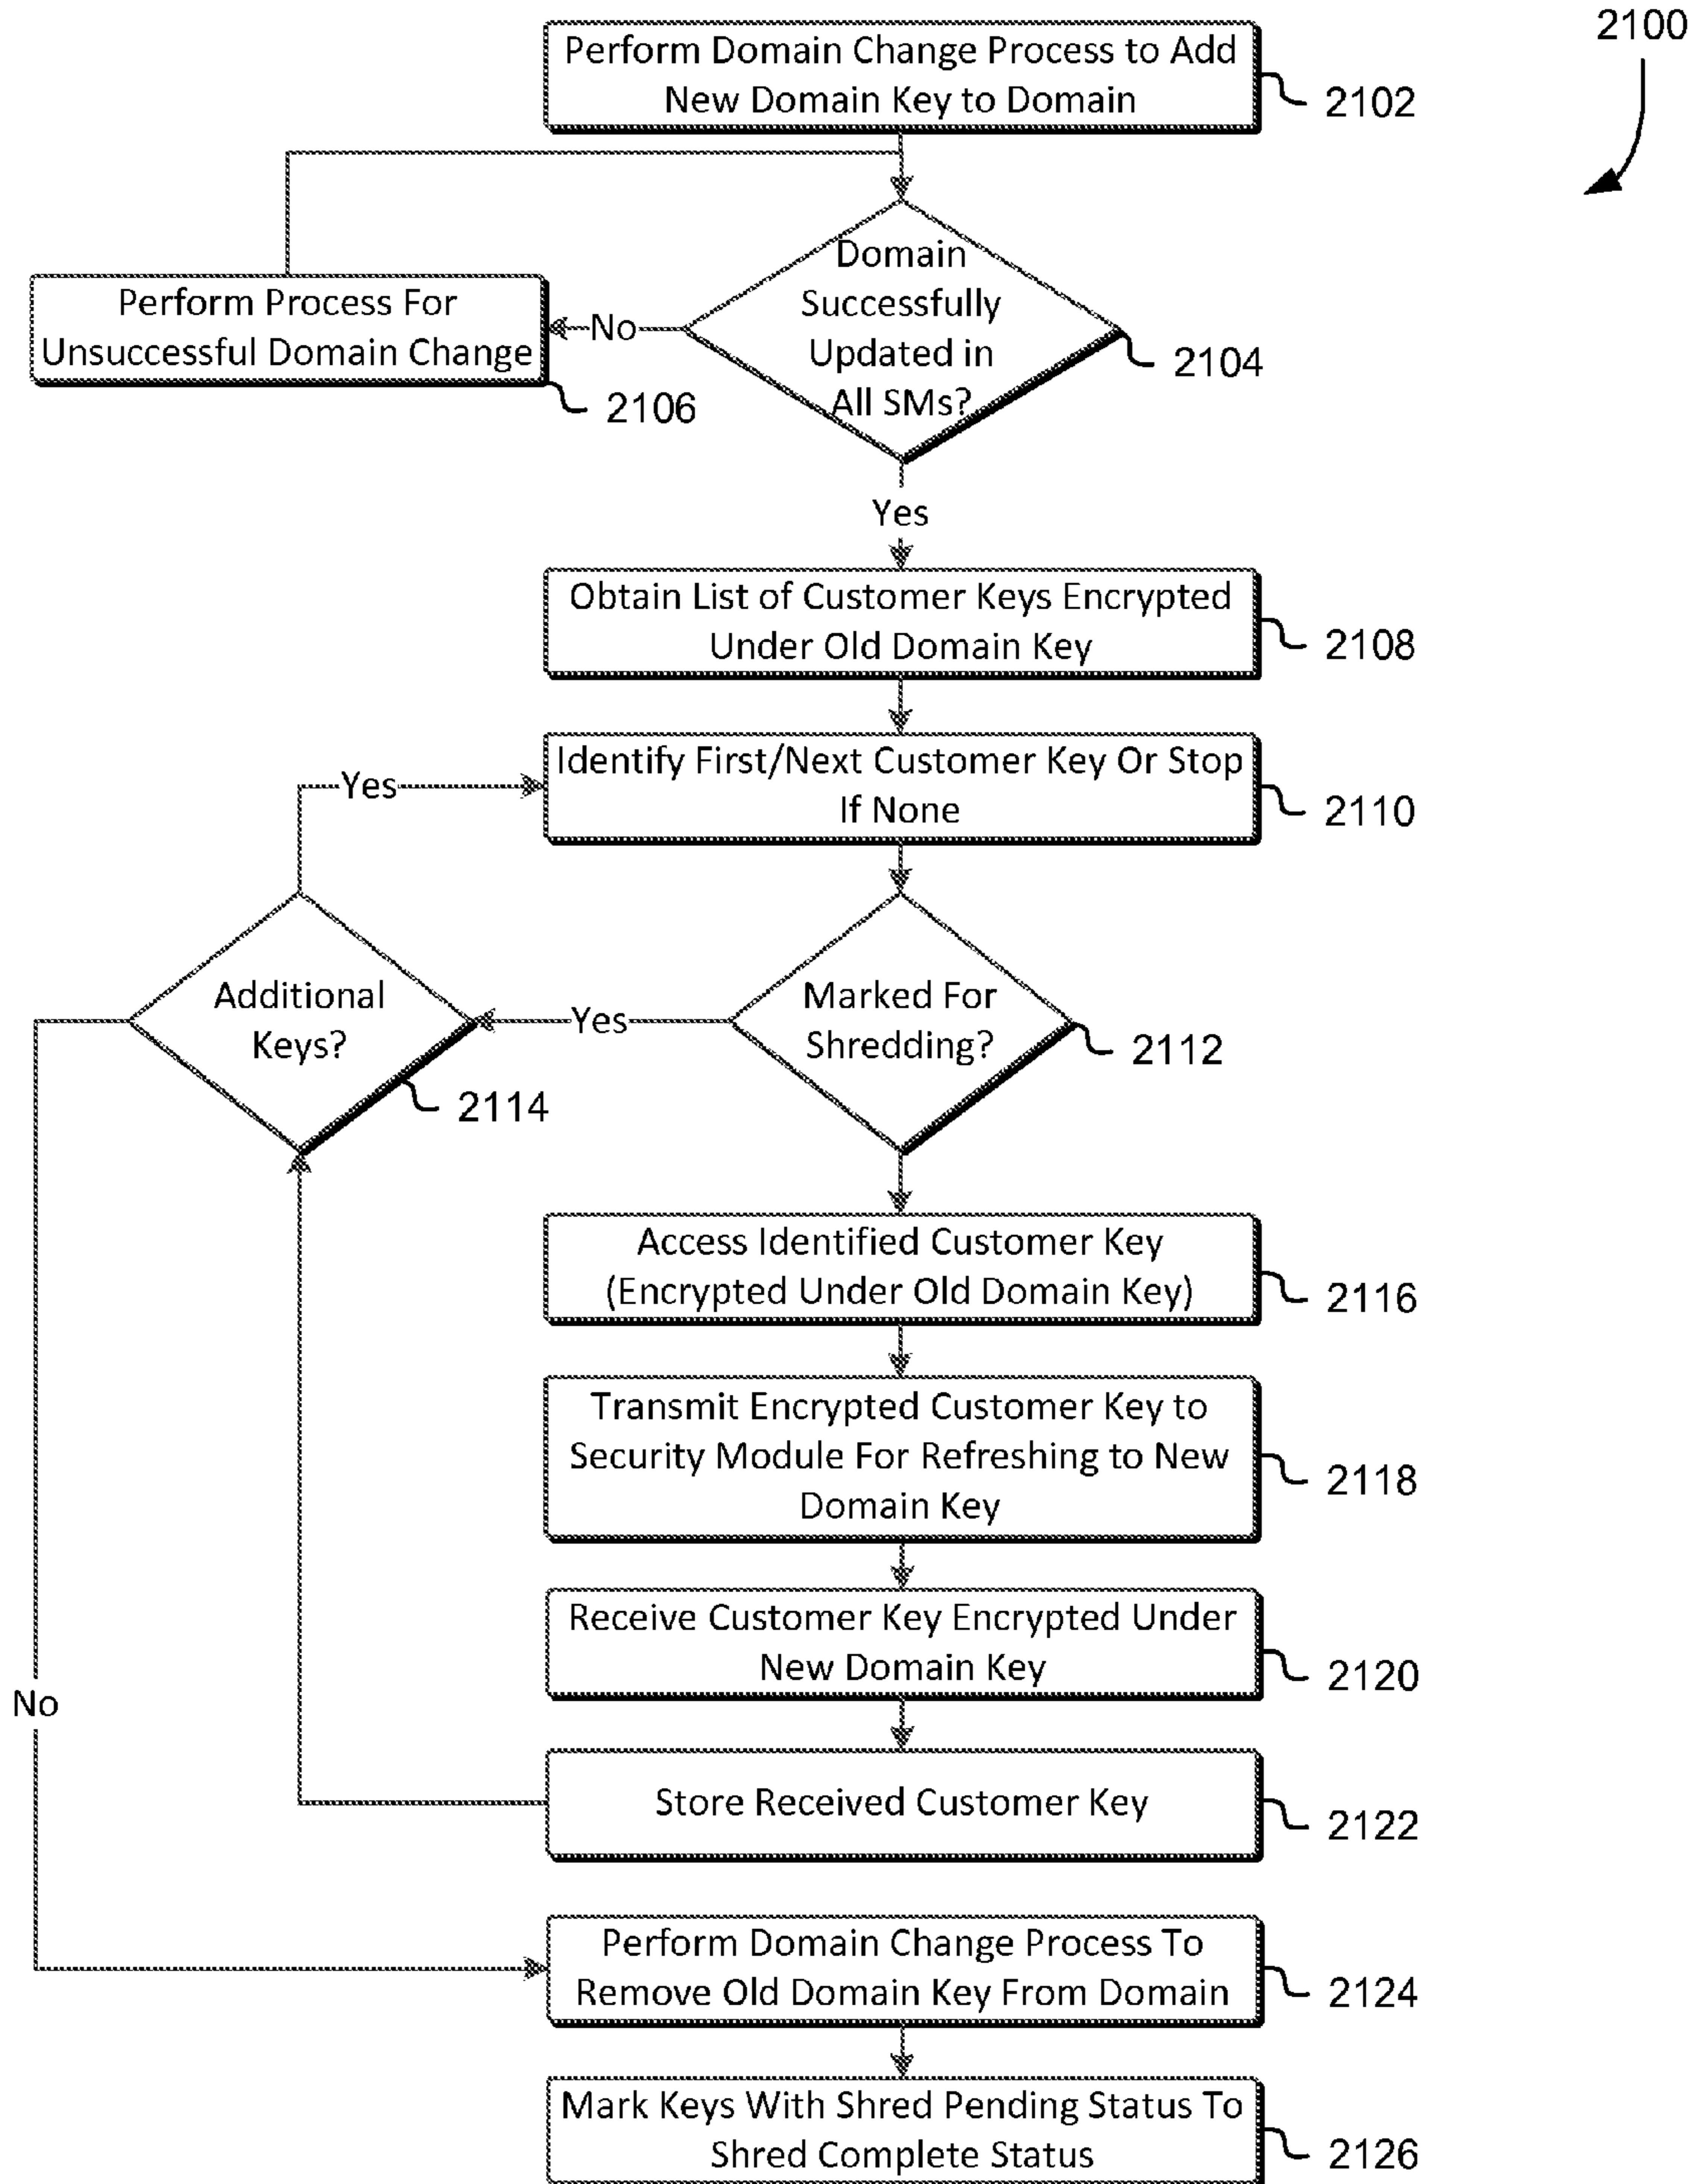 2100
Perform Domain Change Process to Add
New Domain Key to Domain
2102
Domain
Successfully
Updated in
All SMs?
2104
No
Perform Process For
Unsuccessful Domain Change
2106
Yes
Obtain List of Customer Keys Encrypted
Under Old Domain Key
2108
Identify First/Next Customer Key Or Stop
If None
2110
Yes
Additional
Keys?
2114
Yes
Marked For
Shredding?
2112
Access Identified Customer Key
(Encrypted Under Old Domain Key)
2116
Transmit Encrypted Customer Key to
Security Module For Refreshing to New
Domain Key
2118
Receive Customer Key Encrypted Under
New Domain Key
2120
No
Store Received Customer Key
2122
Perform Domain Change Process To
Remove Old Domain Key From Domain
2124
Mark Keys With Shred Pending Status To
Shred Complete Status
2126